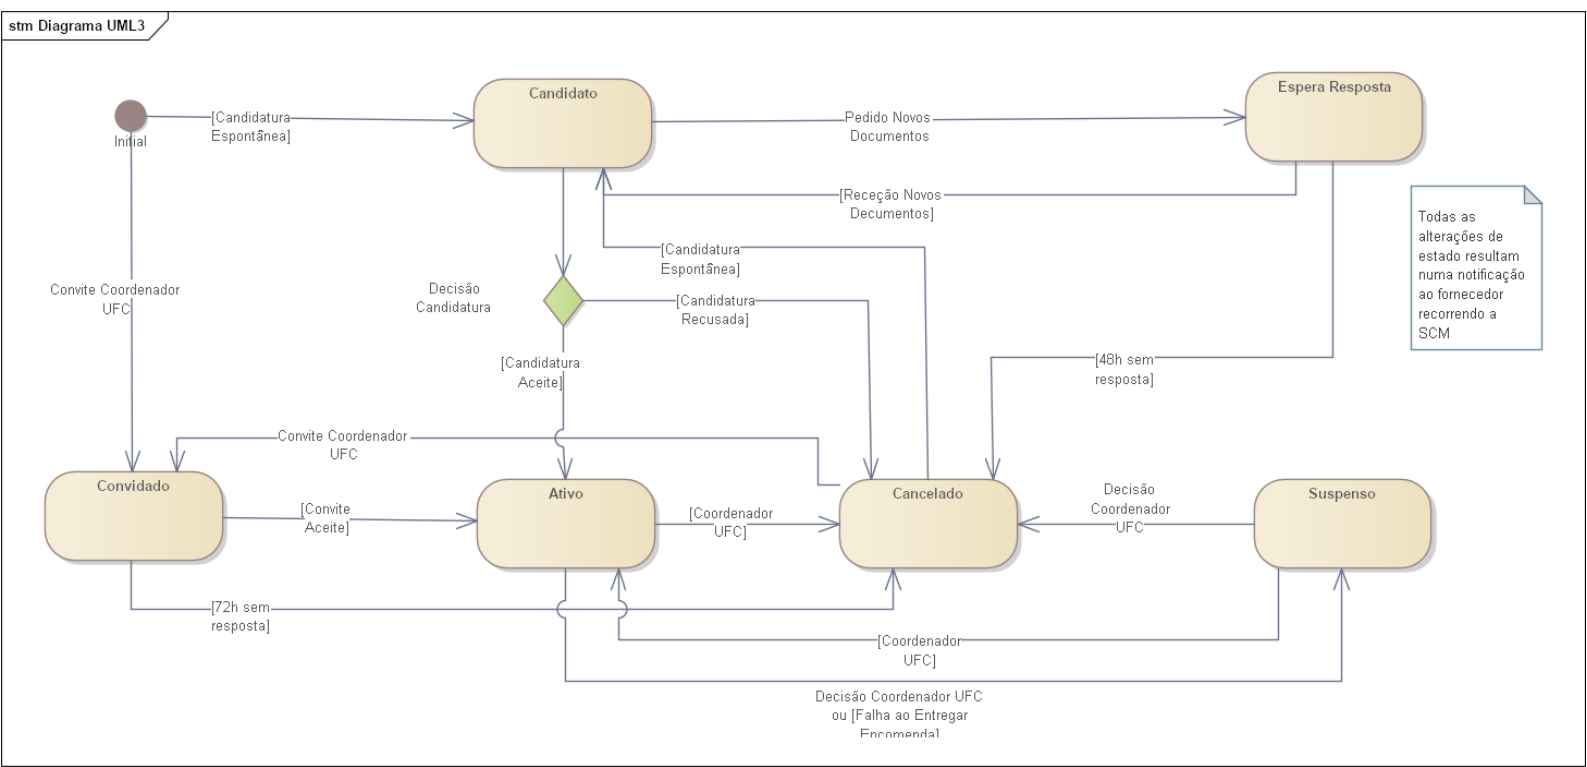 stm Diagrama UML3
Candidato
Espera Resposta
Initial
[Candidatura
Espontânea]
Pedido Novos
Documentos
[Receção Novos
Decumentos]
Todas as
alterações de
estado resultam
numa notificação
ao fornecedor
recorrendo a
SCM
[Candidatura
Espontânea]
Convite Coordenador
UFC
Decisão
Candidatura
[Candidatura
Recusada]
[Candidatura
Aceite]
[48h sem
resposta]
Convite Coordenador
UFC
Convidado
Ativo
Cancelado
Suspenso
[Convite
Aceite]
[Coordenador
UFC]
Decisão
Coordenador
UFC
[72h sem
resposta]
[Coordenador
UFC]
Decisão Coordenador UFC
ou [Falha ao Entregar
Encomenda]